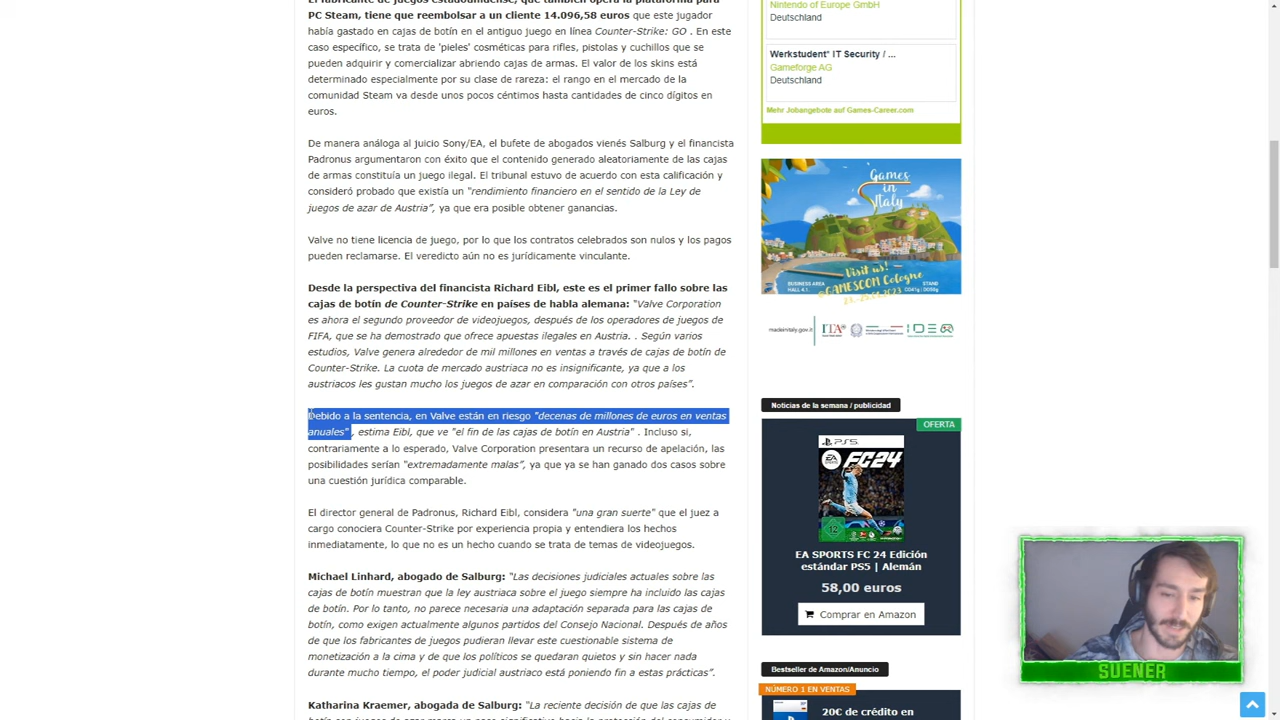 El fabricante de juegos estadounidense, que también opera la plataforma para
PC Steam, tiene que reembolsar a un cliente 14.096,58 euros que este jugador
había gastado en cajas de botín en el antiguo juego en línea Counter-Strike: GO . En este
caso específico, se trata de 'pieles' cosméticas para rifles, pistolas y cuchillos que se
pueden adquirir y comercializar abriendo cajas de armas. El valor de los skins está
determinado especialmente por su clase de rareza: el rango en el mercado de la
comunidad Steam va desde unos pocos céntimos hasta cantidades de cinco dígitos en
euros.
De manera análoga al juicio Sony/EA, el bufete de abogados vienés Salburg y el financista
Padronus argumentaron con éxito que el contenido generado aleatoriamente de las cajas
de armas constituía un juego ilegal. El tribunal estuvo de acuerdo con esta calificación y
consideró probado que existía un “rendimiento financiero en el sentido de la Ley de
juegos de azar de Austria”, ya que era posible obtener ganancias.
Valve no tiene licencia de juego, por lo que los contratos celebrados son nulos y los pagos
pueden reclamarse. El veredicto aún no es jurídicamente vinculante.
Desde la perspectiva del financista Richard Eibl, este es el primer fallo sobre las
cajas de botín de Counter-Strike en países de habla alemana: “Valve Corporation
es ahora el segundo proveedor de videojuegos, después de los operadores de juegos de
FIFA, que se ha demostrado que ofrece apuestas ilegales en Austria. . Según varios
estudios, Valve genera alrededor de mil millones en ventas a través de cajas de botín de
Counter-Strike. La cuota de mercado austriaca no es insignificante, ya que a los
austriacos les gustan mucho los juegos de azar en comparación con otros países”.
Debido a la sentencia, en Valve están en riesgo "decenas de millones de euros en ventas
anuales" , estima Eibl, que ve "el fin de las cajas de botín en Austria" . Incluso si,
contrariamente a lo esperado, Valve Corporation presentara un recurso de apelación, las
posibilidades serían “extremadamente malas”, ya que ya se han ganado dos casos sobre
una cuestión jurídica comparable.
El director general de Padronus, Richard Eibl, considera “una gran suerte” que el juez a
cargo conociera Counter-Strike por experiencia propia y entendiera los hechos
inmediatamente, lo que no es un hecho cuando se trata de temas de videojuegos.
Michael Linhard, abogado de Salburg: “Las decisiones judiciales actuales sobre las
cajas de botín muestran que la ley austriaca sobre el juego siempre ha incluido las cajas
de botín. Por lo tanto, no parece necesaria una adaptación separada para las cajas de
botín, como exigen actualmente algunos partidos del Consejo Nacional. Después de años
de que los fabricantes de juegos pudieran llevar este cuestionable sistema de
monetización a la cima y de que los políticos se quedaran quietos y sin hacer nada
durante mucho tiempo, el poder judicial austriaco está poniendo fin a estas prácticas”.
Katharina Kraemer, abogada de Salburg: “La reciente decisión de que las cajas de
Nintendo of Europe GmbH
Deutschland
Werkstudent* IT Security / ...
Gameforge AG
Deutschland
Mehr Jobangebote auf Games-Career.com
Games
in
Italy
Visit us!
@GAMESCOM Cologne
BUSINESS AREA
HALL 4.1.
STAND
madeinitaly.gov.it
ITA
IDEA
Noticias de la semana / publicidad
OFERTA
PS5
FC24
12
EA SPORTS FC 24 Edición
estándar PS5 | Alemán
58,00 euros
Comprar en Amazon
Bestseller de Amazon/Anuncio
NÚMERO 1 EN VENTAS
20€ de crédito en
SUENER